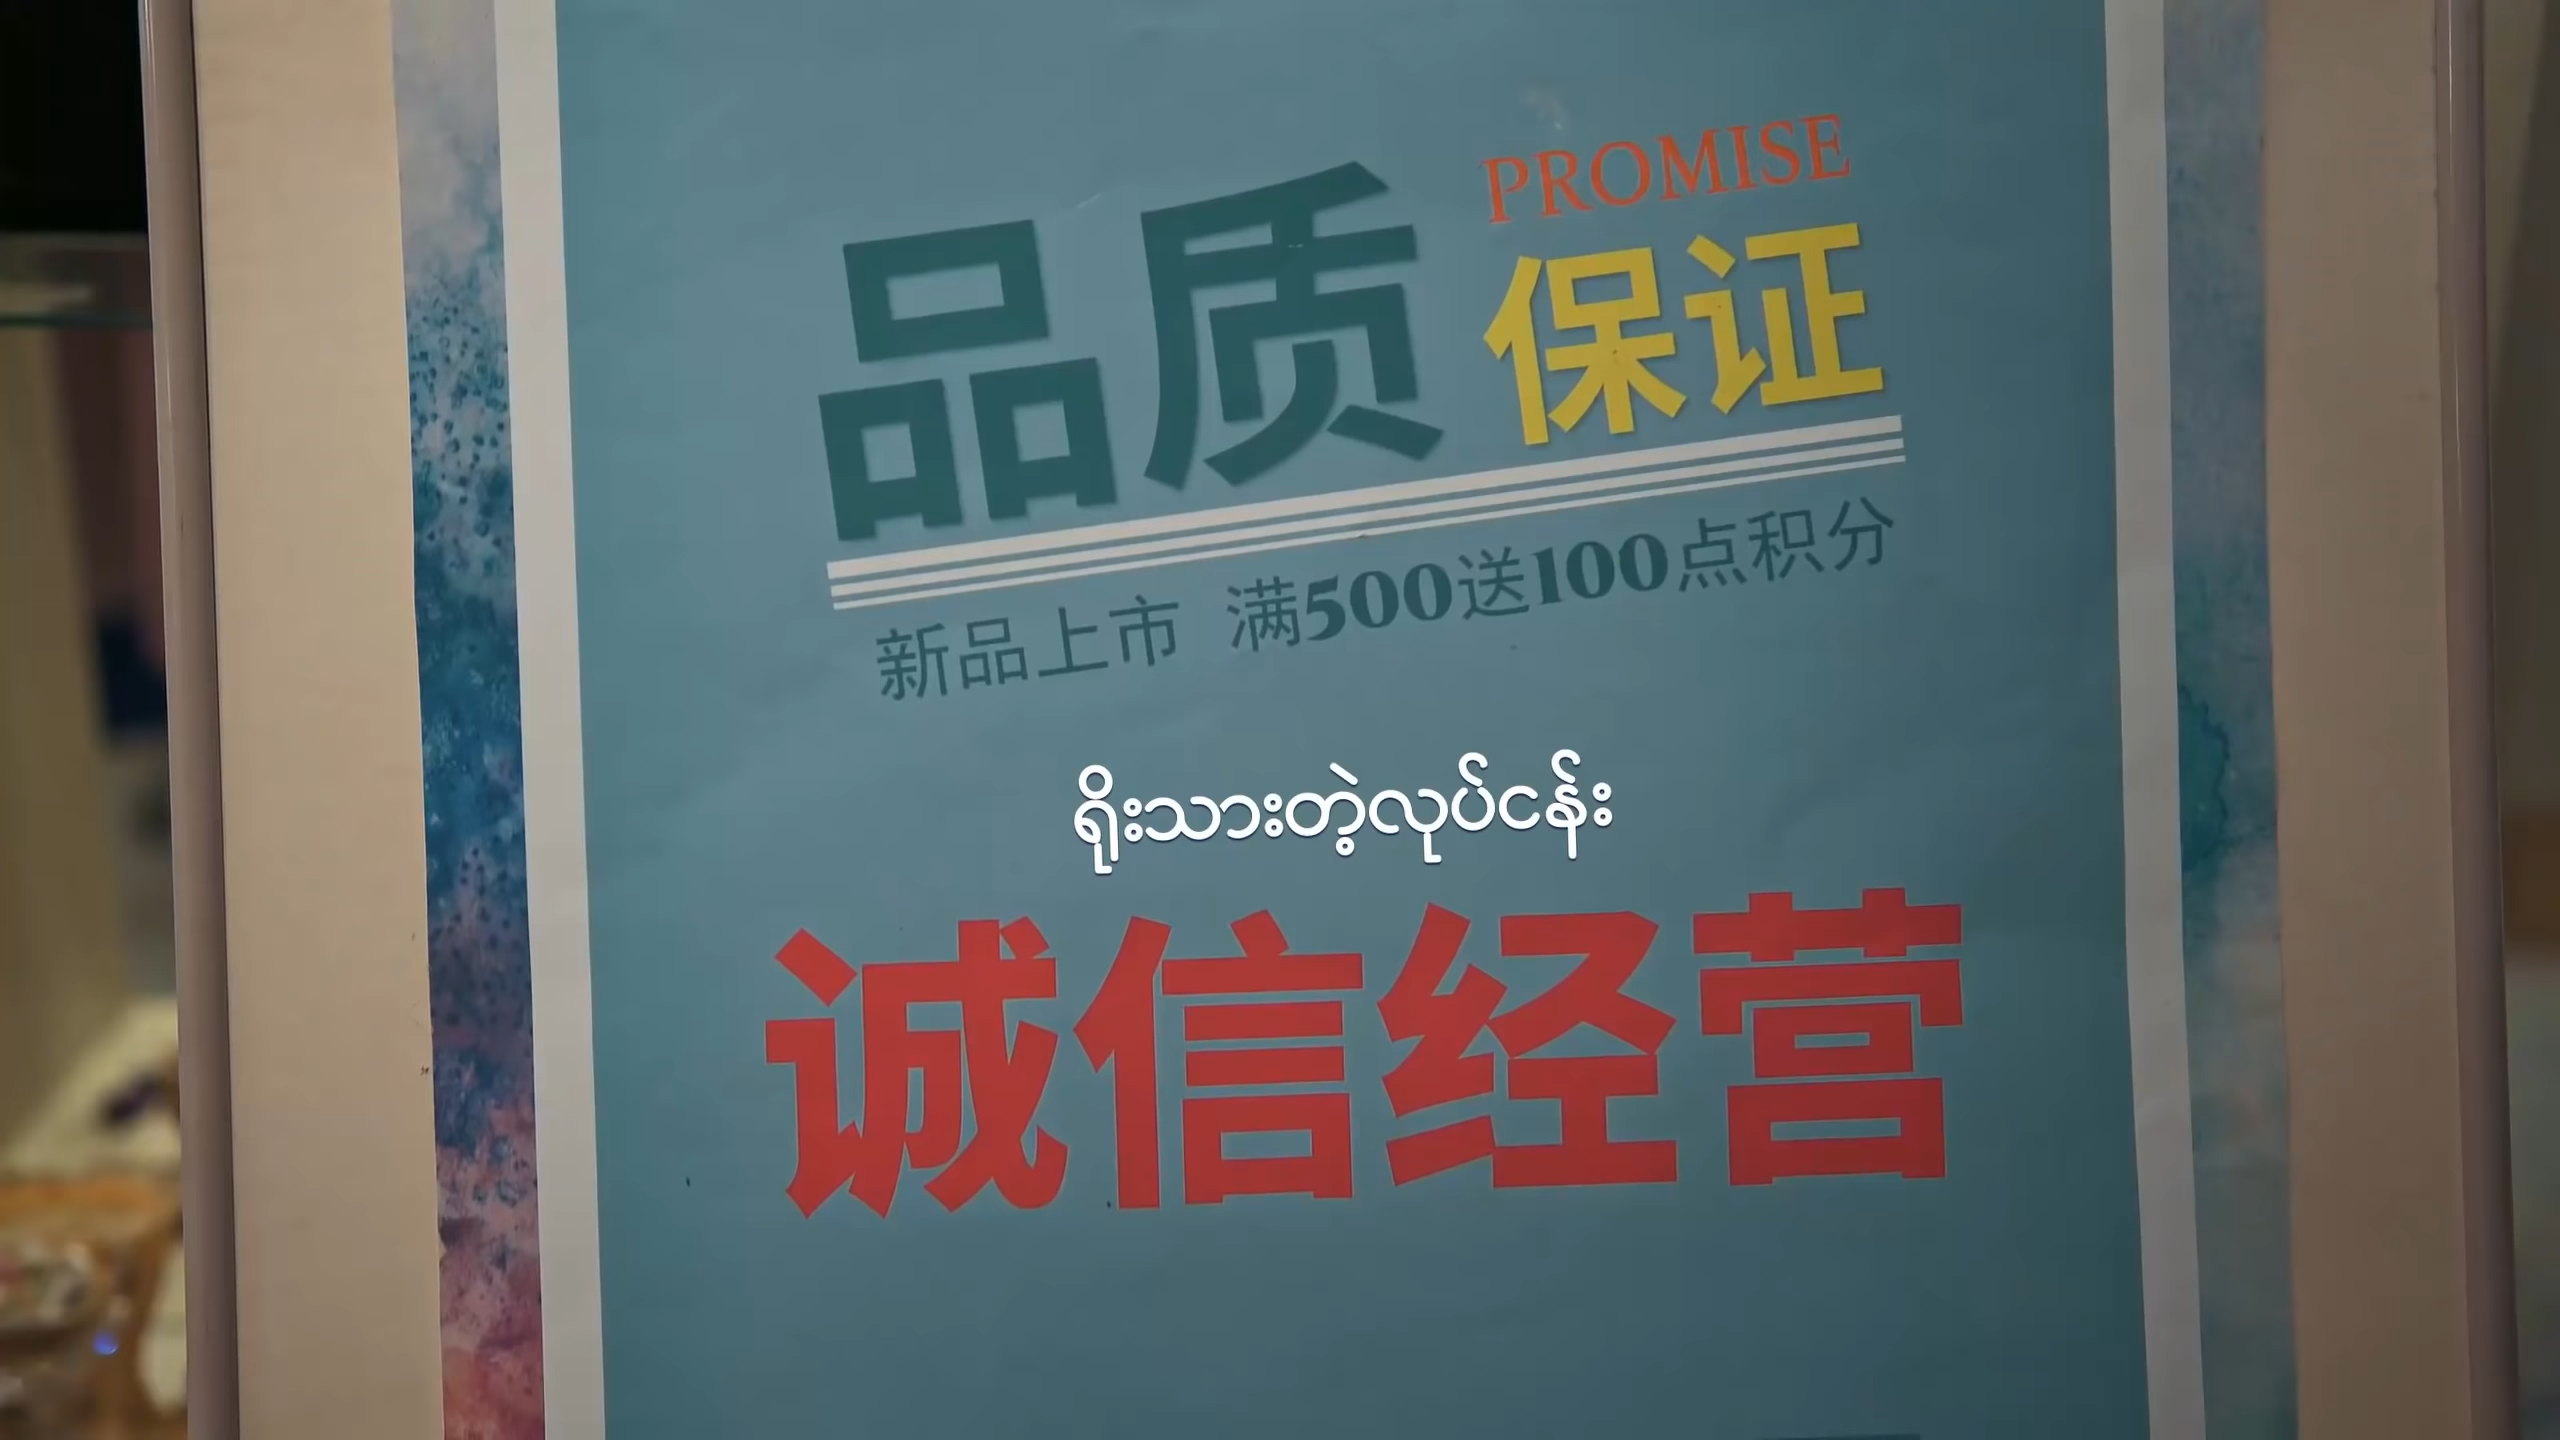 PROMISE
品质 保证
新品上市 满500送100点积分
ရိုးသားတဲ့လုပ်ငန်း
诚信经营